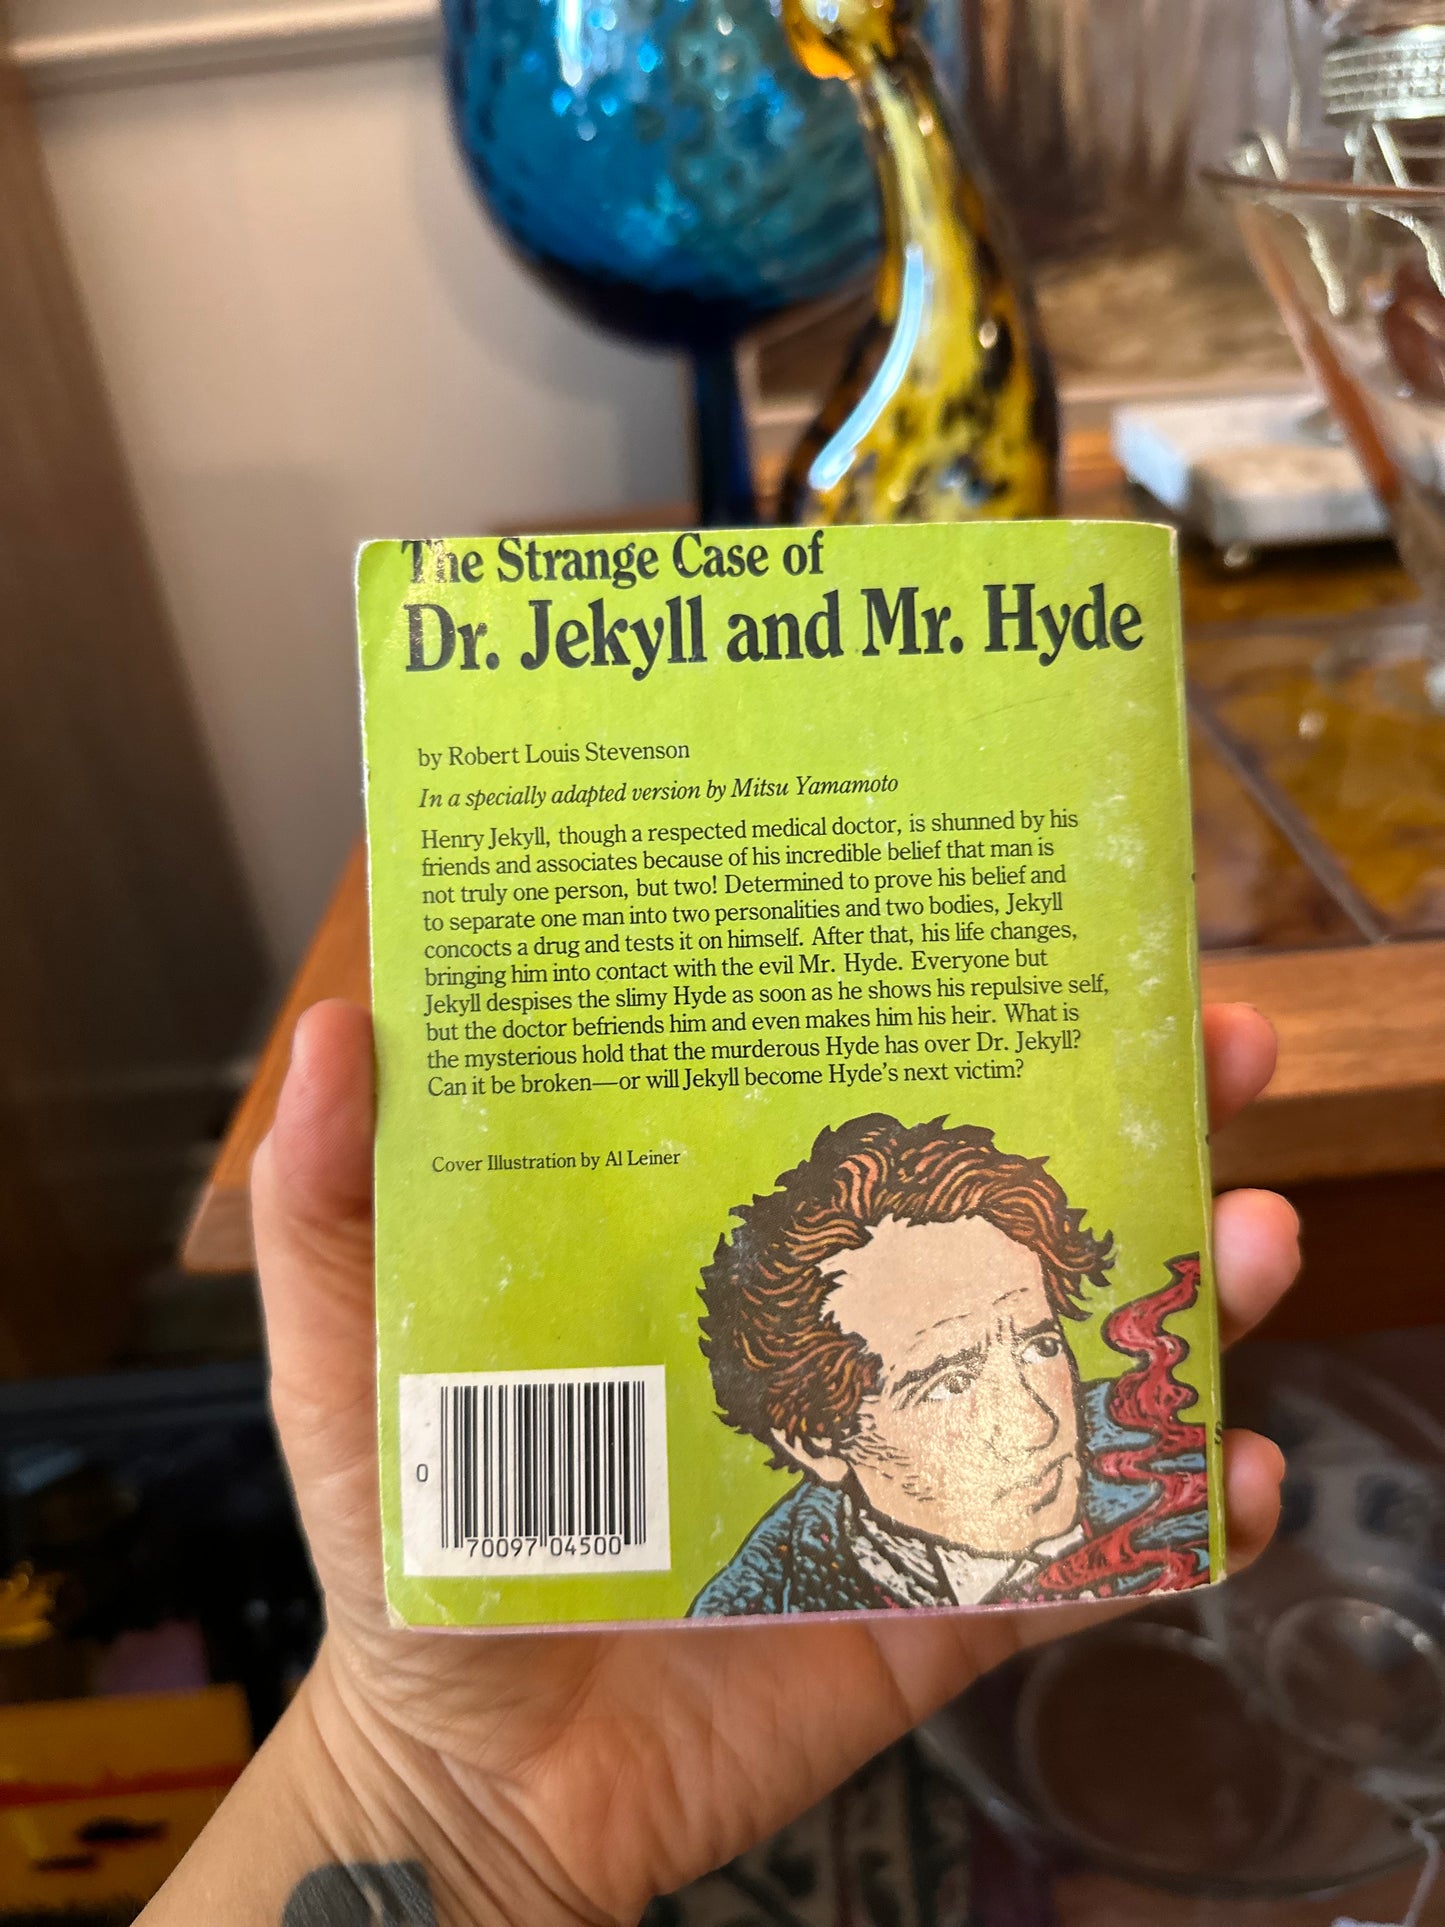 The Strange Case of
Dr. Jekyll and Mr. Hyde
by Robert Louis Stevenson
In a specially adapted version by Mitsu Yamamoto
Henry Jekyll, though a respected medical doctor, is shunned by his
friends and associates because of his incredible belief that man is
not truly one person, but two! Determined to prove his belief and
to separate one man into two personalities and two bodies, Jekyll
concocts a drug and tests it on himself. After that, his life changes,
bringing him into contact with the evil Mr. Hyde. Everyone but
Jekyll despises the slimy Hyde as soon as he shows his repulsive self,
but the doctor befriends him and even makes him his heir. What is
the mysterious hold that the murderous Hyde has over Dr. Jekyll?
Can it be broken—or will Jekyll become Hyde's next victim?
Cover Illustration by Al Leiner
0
70097 04500